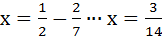 x = 1/2 − 2/7 ··· x = 3/14